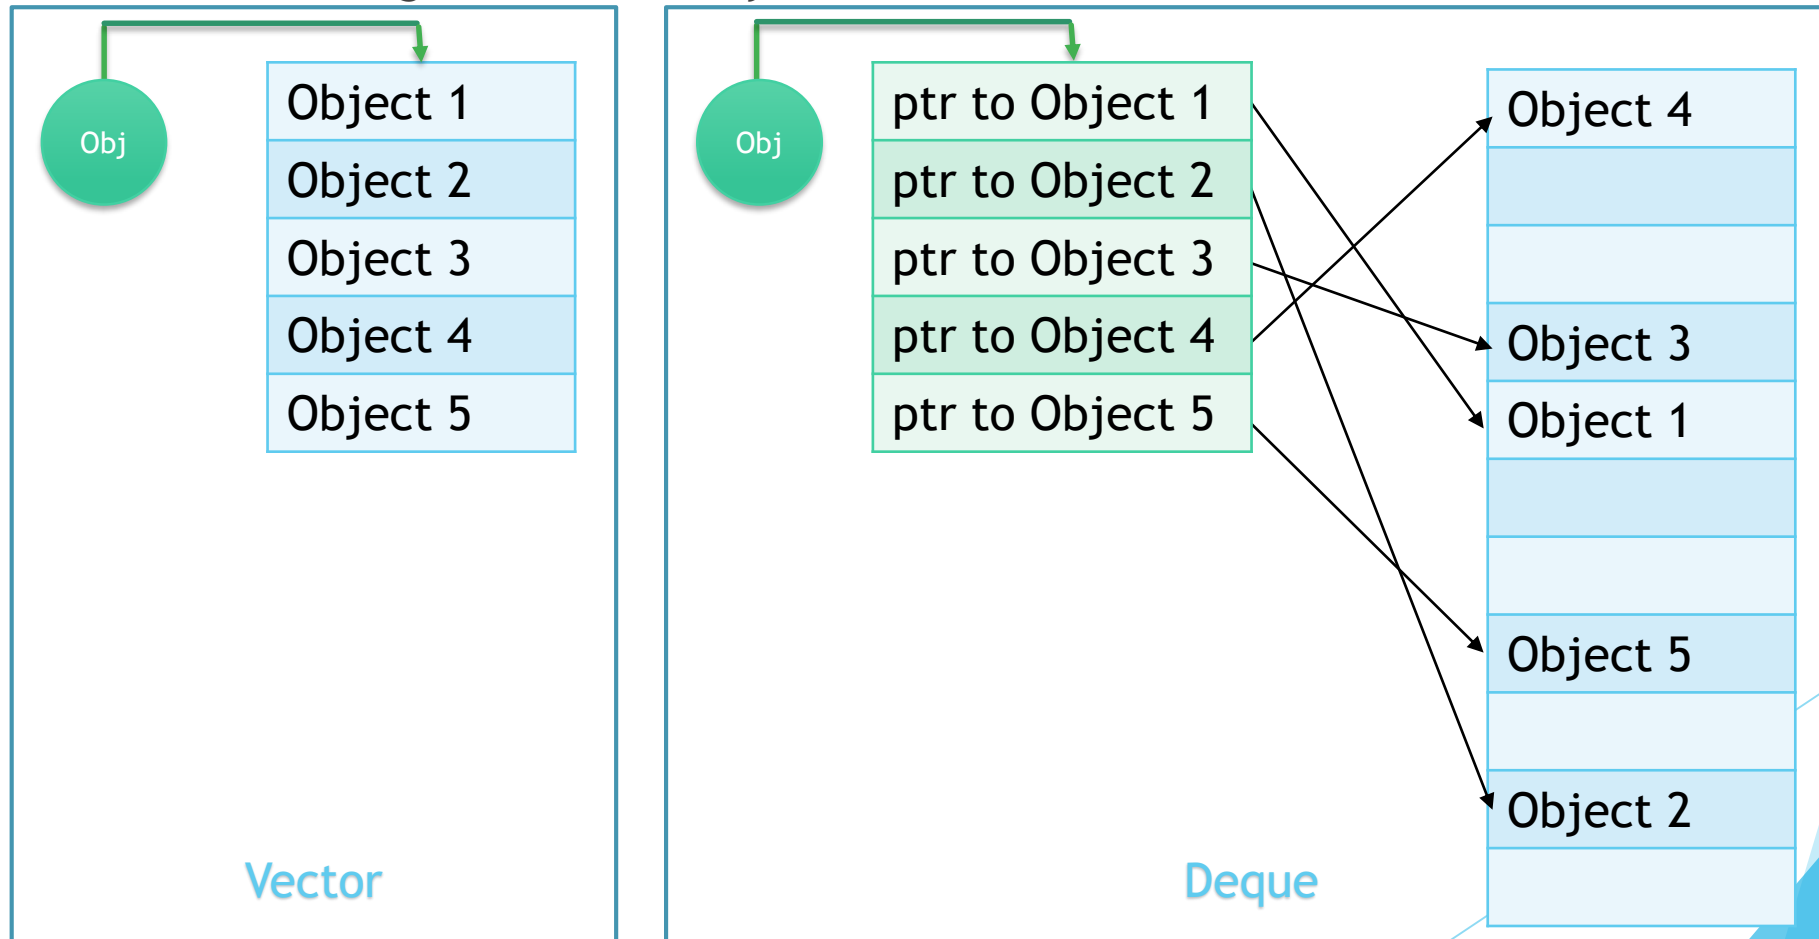 Obj
Object 1
Object 2
Object 3
Object 4
Object 5
Vector
Obj
ptr to Object 1
ptr to Object 2
ptr to Object 3
ptr to Object 4
ptr to Object 5
Object 4
Object 3
Object 1
Object 5
Object 2
Deque